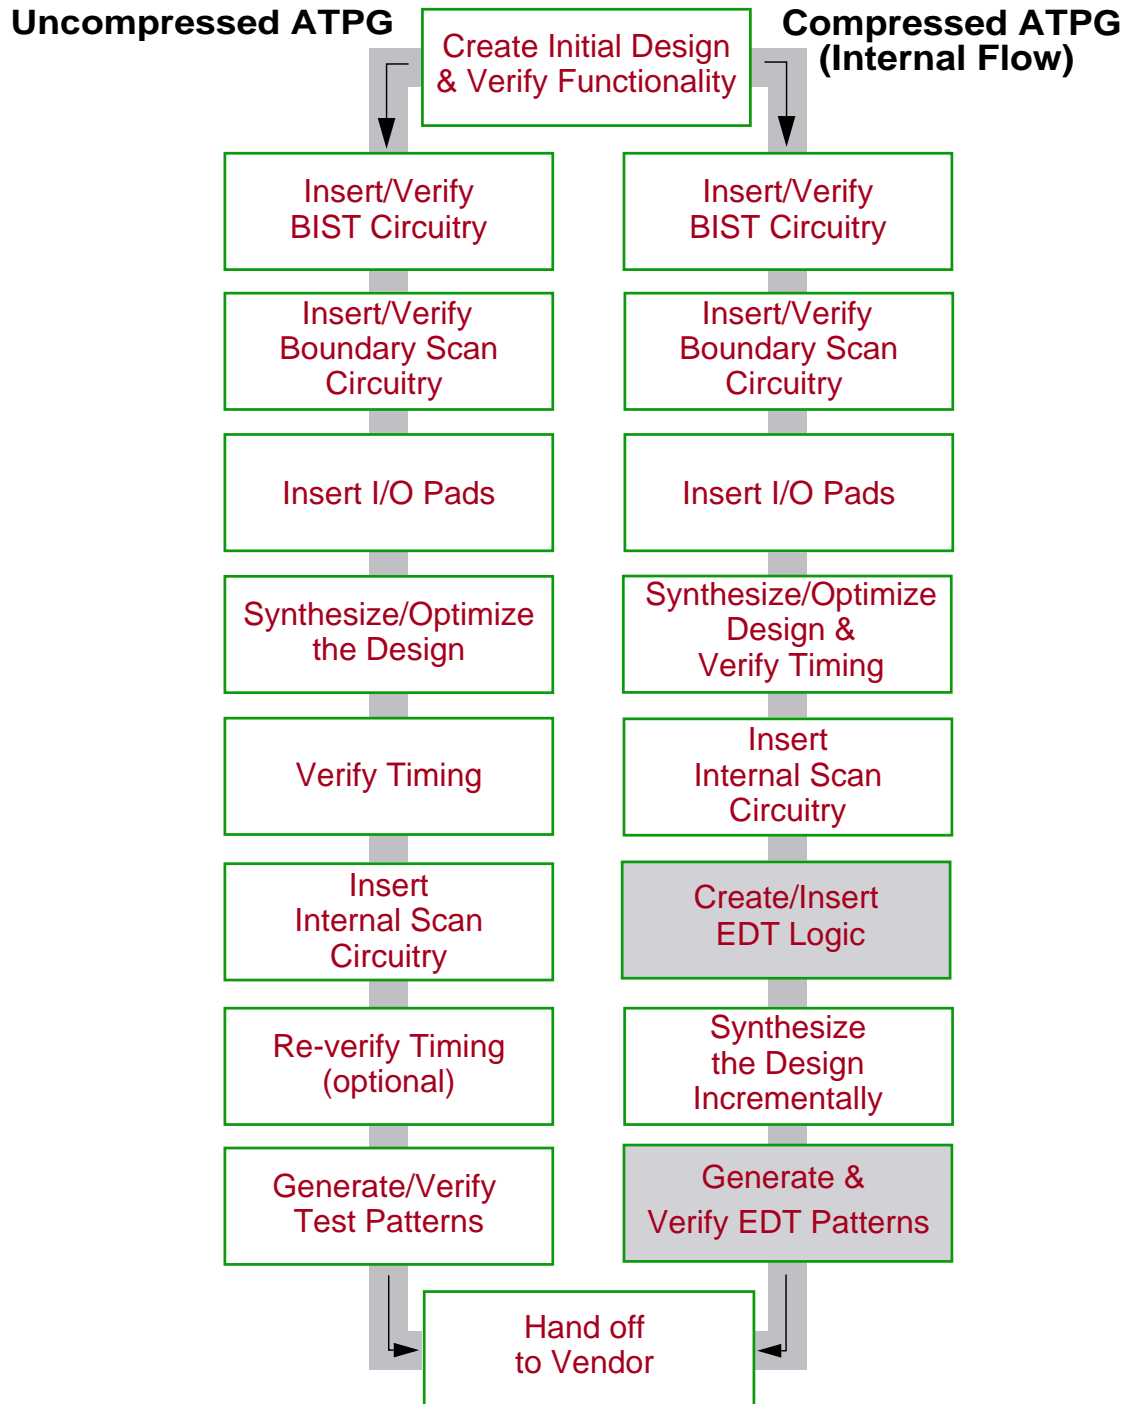 Uncompressed ATPG
Compressed ATPG
(Internal Flow)
Create Initial Design
& Verify Functionality
Insert/Verify
BIST Circuitry
Insert/Verify
Boundary Scan
Circuitry
Insert I/O Pads
Synthesize/Optimize
the Design
Verify Timing
Insert
Internal Scan
Circuitry
Re-verify Timing
(optional)
Generate/Verify
Test Patterns
Insert/Verify
BIST Circuitry
Insert/Verify
Boundary Scan
Circuitry
Insert I/O Pads
Synthesize/Optimize
Design &
Verify Timing
Insert
Internal Scan
Circuitry
Create/Insert
EDT Logic
Synthesize
the Design
Incrementally
Generate &
Verify EDT Patterns
Hand off
to Vendor